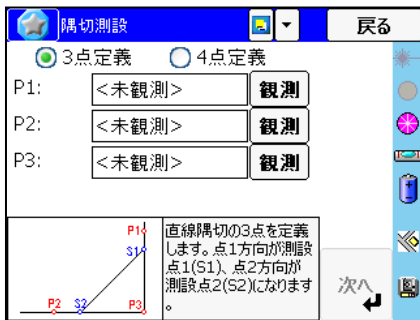 隅切測設
戻る
3点定義
4点定義
P1: <未観測> 観測
P2: <未観測> 観測
P3: <未観測> 観測
P1
S1
P2 S2 P3
直線隅切の3点を定義
します。点1方向が測設
点1(S1)、点2方向が
測設点2(S2)になります
。
次へ